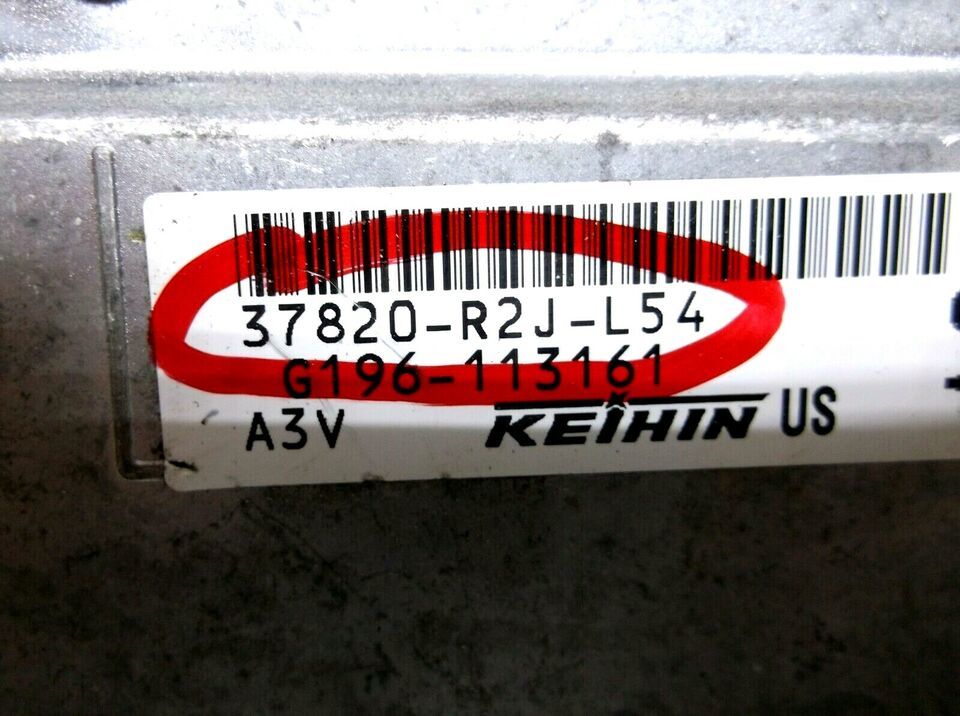 37820-R2J-L54
G196-113161
A3V KEIHIN US